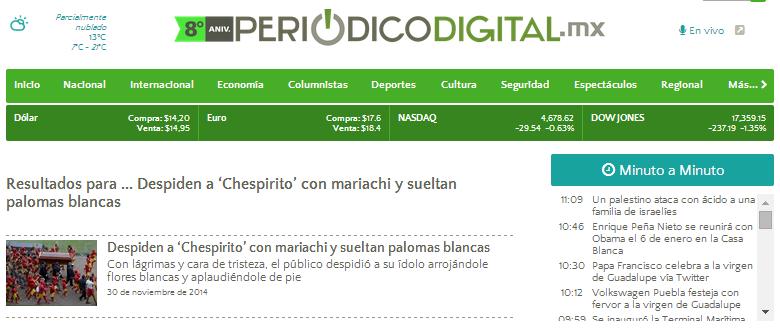 Parcialmente
nublado
13°C
7°C - 21°C
8º ANIV. PERIÓDICODIGITAL.mx
En vivo
Inicio Nacional Internacional Economía Columnistas Deportes Cultura Seguridad Espectáculos Regional Más...
Dólar Compra: $14,20 Euro Compra: $17.6 NASDAQ 4,678.62 DOW JONES 17,359.15
Venta: $14,95 Venta: $18.4 -29.54 -0.63% -237.19 -1.35%
Resultados para ... Despiden a ‘Chespirito’ con mariachi y sueltan
palomas blancas
Despiden a ‘Chespirito’ con mariachi y sueltan palomas blancas
Con lágrimas y cara de tristeza, el público despidió a su ídolo arrojándole
flores blancas y aplaudiéndole de pie
30 de noviembre de 2014
Minuto a Minuto
11:09 Un palestino ataca con ácido a una
familia de israelíes
10:46 Enrique Peña Nieto se reunirá con
Obama el 6 de enero en la Casa
Blanca
10:30 Papa Francisco celebra a la virgen
de Guadalupe vía Twitter
10:12 Volkswagen Puebla festeja con
fervor a la virgen de Guadalupe
09:59 Se inauguró la Terminal Marítima